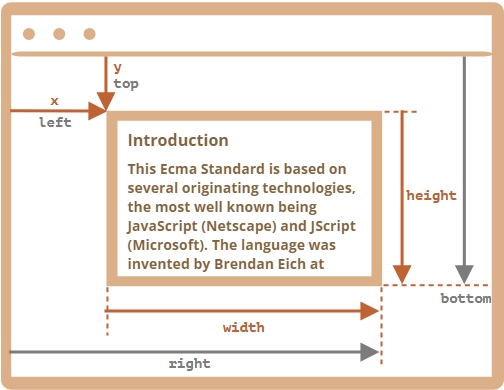 y
top
x
left
Introduction
This Ecma Standard is based on
several originating technologies,
the most well known being
JavaScript (Netscape) and JScript
(Microsoft). The language was
invented by Brendan Eich at
height
bottom
width
right